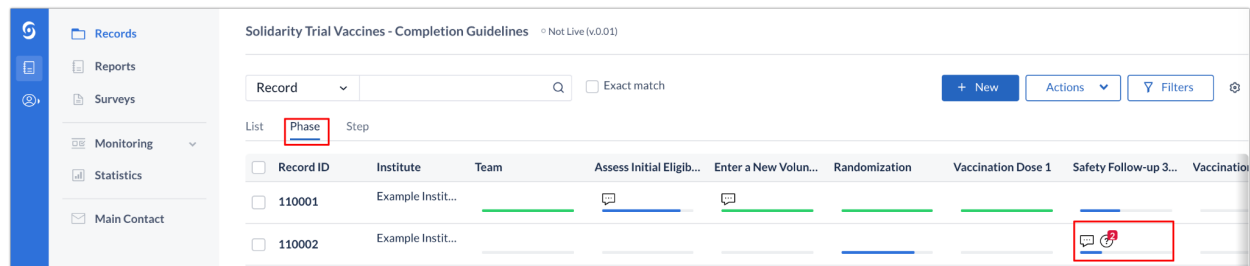 Records
Reports
Surveys
Monitoring
Statistics
Main Contact
Solidarity Trial Vaccines - Completion Guidelines Not Live (v.0.01)
Record Exact match + New Actions Filters
List Phase Step
Record ID Institute Team Assess Initial Eligib... Enter a New Volun... Randomization Vaccination Dose 1 Safety Follow-up 3...
110001 Example Instit...
110002 Example Instit... 2